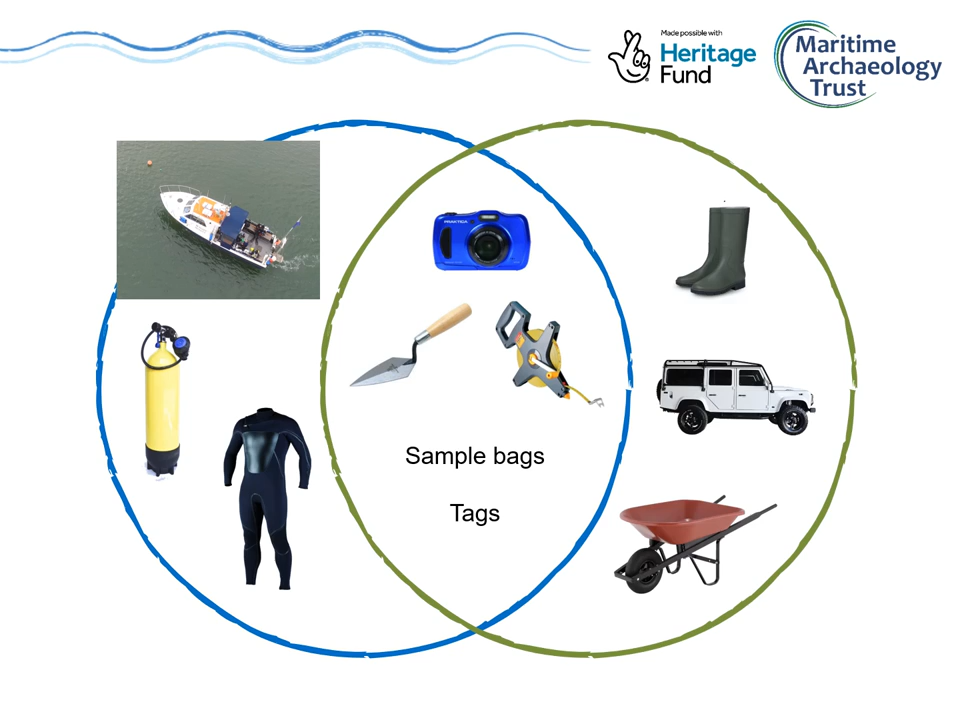 Made possible with
Heritage
Fund
Maritime
Archaeology
Trust
PRAKTICA
Sample bags
Tags